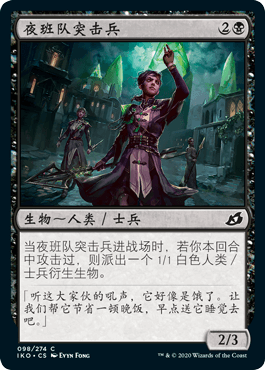 夜班队突击兵 2
生物～人类／士兵
当夜班队突击兵进战场时，若你本回合
中攻击过，则派出一个 1/1 白色人类／
士兵衍生生物。
「听这大家伙的吼声，它好像是饿了。让
我们帮它节省一顿晚饭，早点送它睡觉去
吧。」
2/3
098/274 C
IKO • CS EVYN FONG
™ & © 2020 Wizards of the Coast